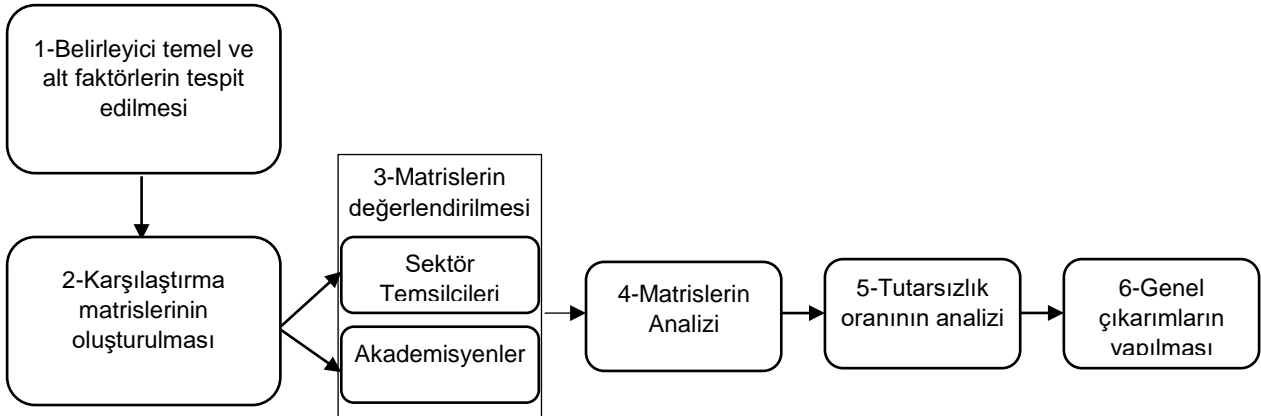 1-Belirleyici temel ve
alt faktörlerin tespit
edilmesi
2-Karşılaştırma
matrislerinin
oluşturulması
3-Matrislerin
değerlendirilmesi
Sektör
Temsilcileri
Akademisyenler
4-Matrislerin
Analizi
5-Tutarsızlık
oranının analizi
6-Genel
çıkarımların
yapılması